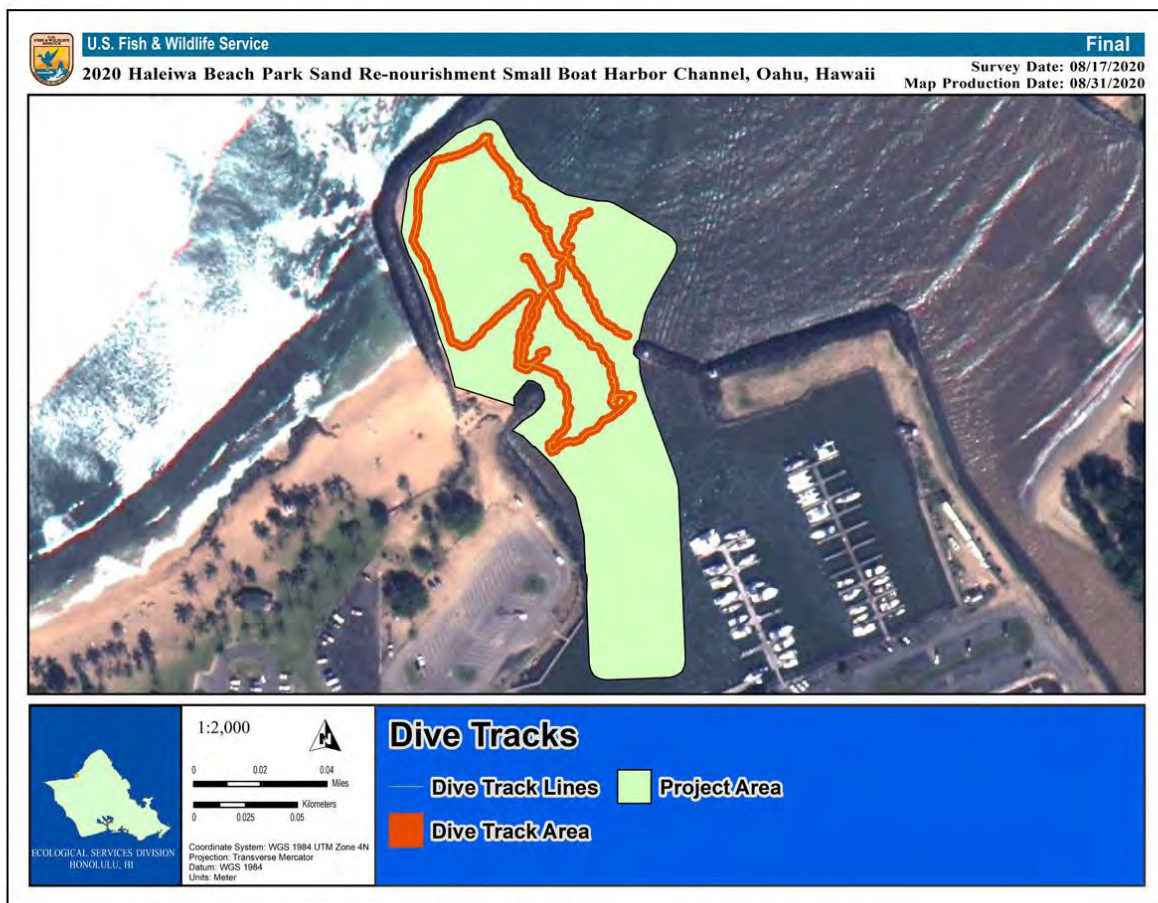 U.S. Fish & Wildlife Service
Final
2020 Haleiwa Beach Park Sand Re-nourishment Small Boat Harbor Channel, Oahu, Hawaii
Survey Date: 08/17/2020
Map Production Date: 08/31/2020
ECOLOGICAL SERVICES DIVISION
HONOLULU, HI
1:2,000
N
0 0.02 0.04
Miles
Kilometers
0 0.025 0.05
Coordinate System: WGS 1984 UTM Zone 4N
Projection: Transverse Mercator
Datum: WGS 1984
Units: Meter
Dive Tracks
Dive Track Lines
Project Area
Dive Track Area